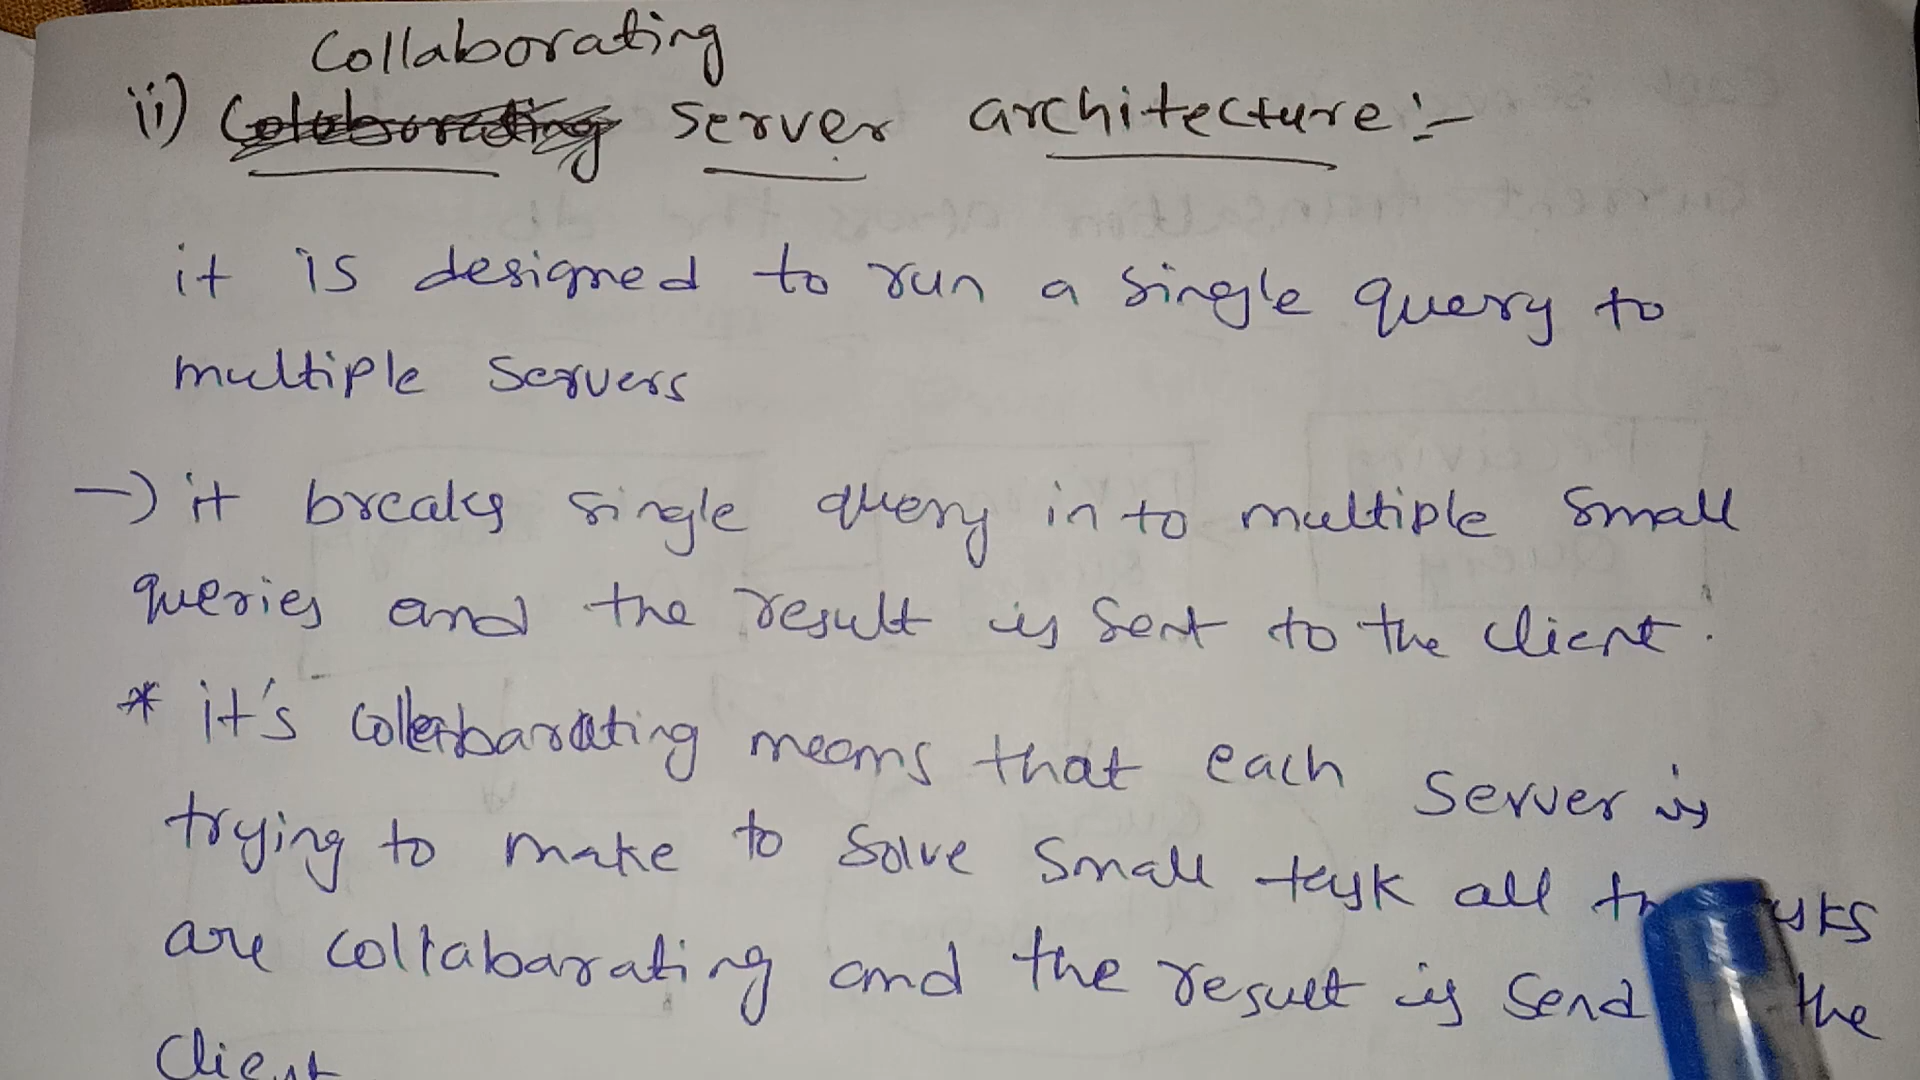 Collaborating
ii) server architecture:-
it is designed to run a single query to
multiple servers
→ it breaks single query in to multiple small
queries and the result is sent to the client.
* it's collabarating means that each server is
trying to make to solve small task all
are collabarating and the result is send the
client